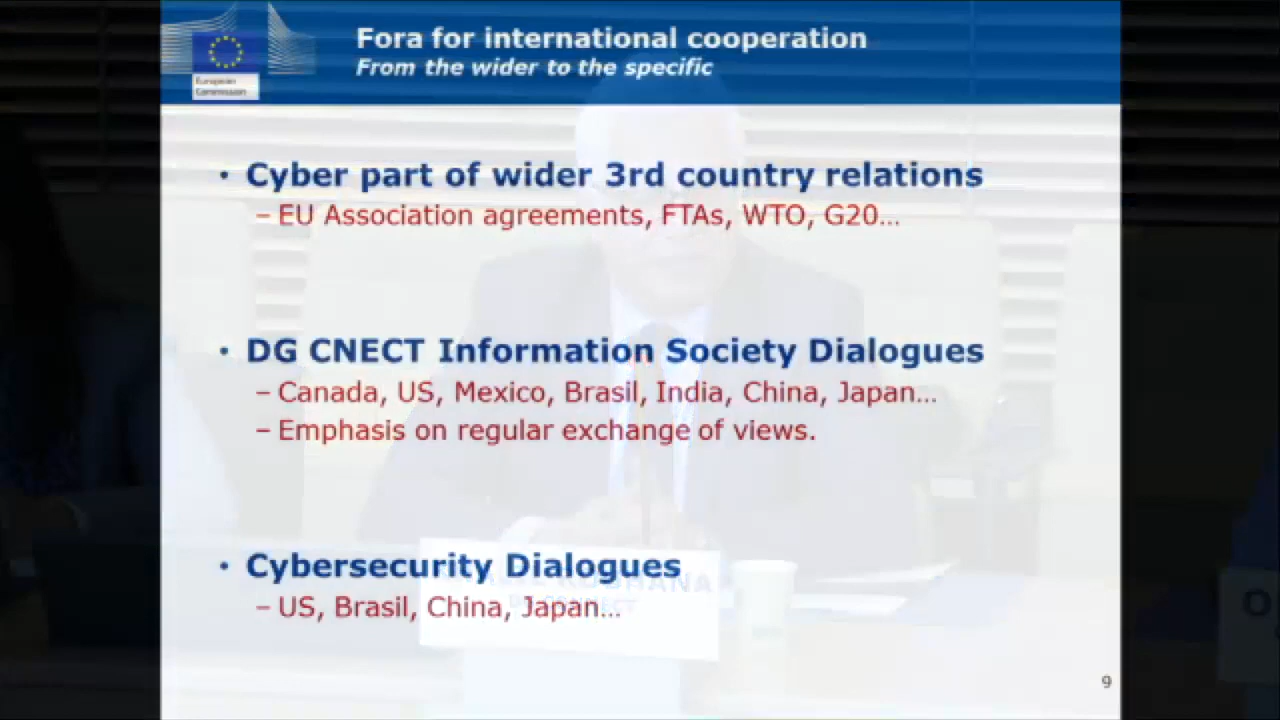 European
Commission
Fora for international cooperation
From the wider to the specific
• Cyber part of wider 3rd country relations
– EU Association agreements, FTAs, WTO, G20...
• DG CNECT Information Society Dialogues
– Canada, US, Mexico, Brasil, India, China, Japan...
– Emphasis on regular exchange of views.
• Cybersecurity Dialogues
– US, Brasil, China, Japan...
9